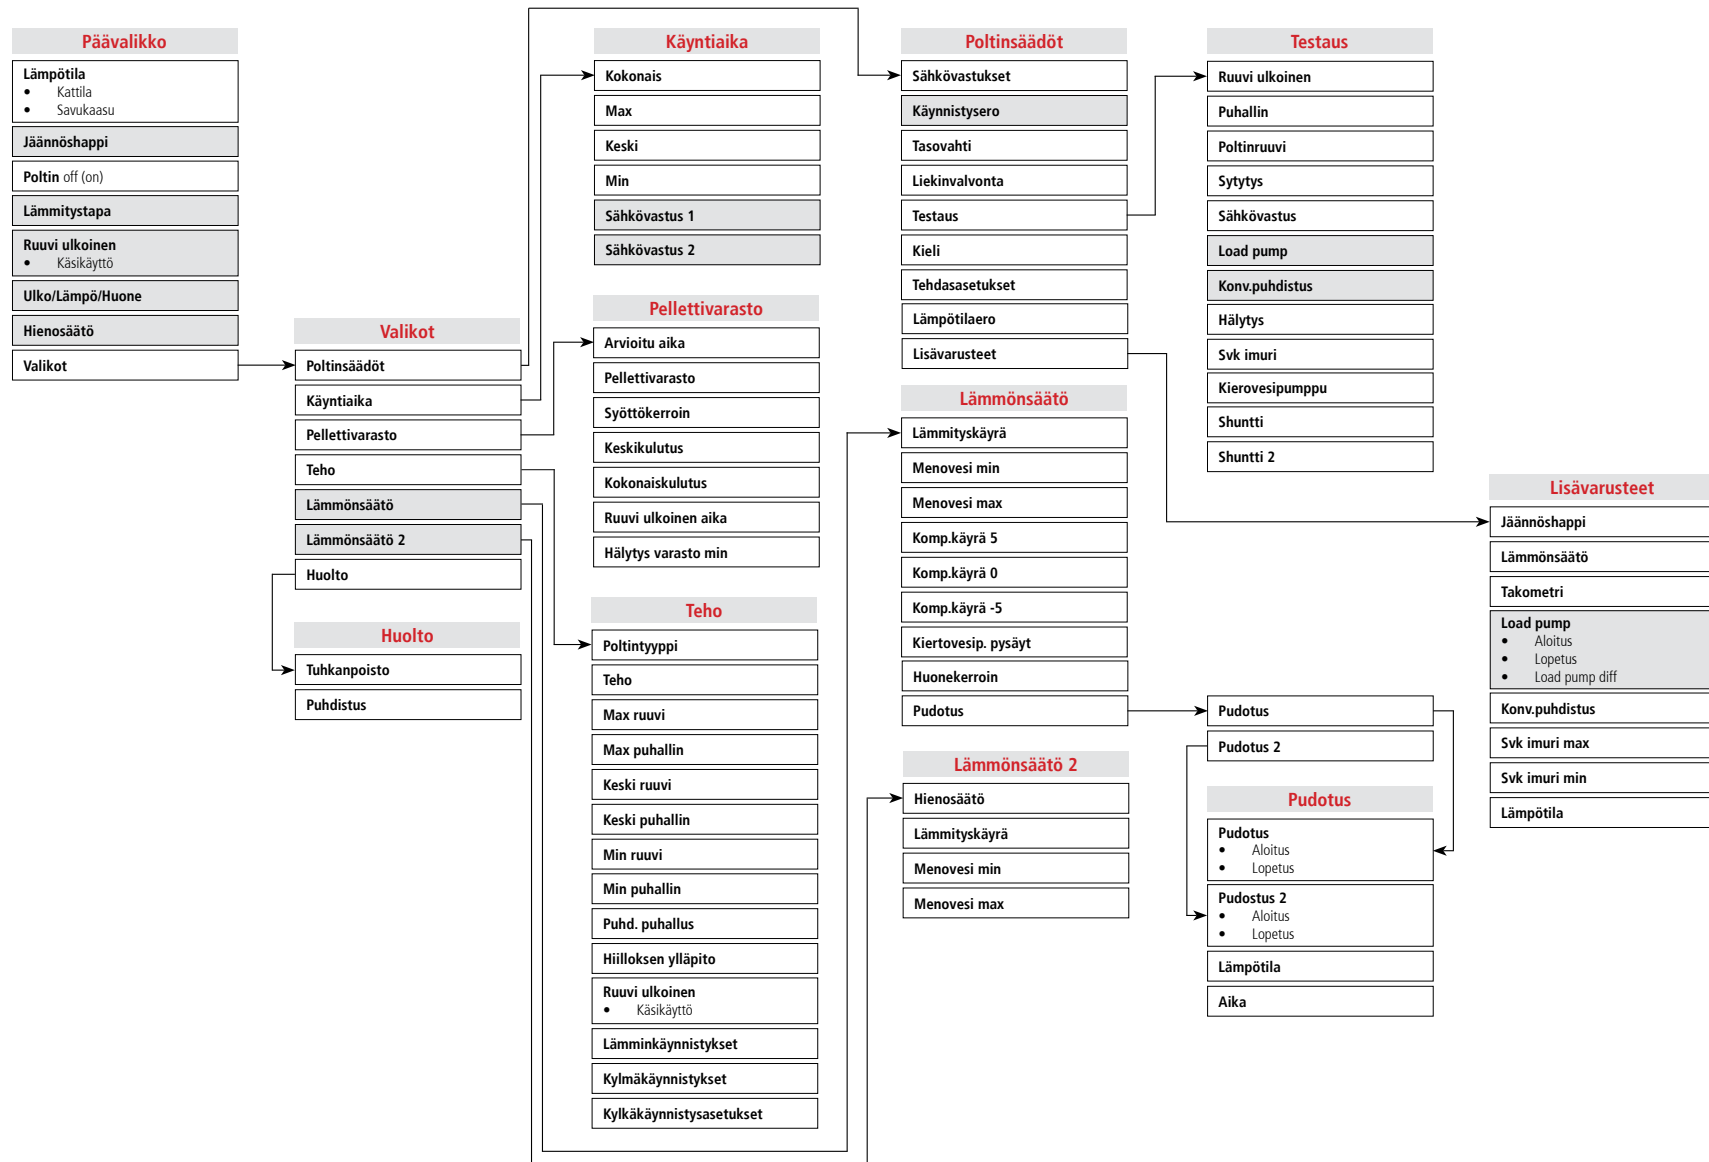 Päävalikko
Lämpötila
• Kattila
• Savukaasu
Jäännöshappi
Poltin off (on)
Lämmitystapa
Ruuvi ulkoinen
• Käsikäyttö
Ulko/Lämpö/Huone
Hienosäätö
Valikot
Valikot
Poltinsäädöt
Käyntiaika
Pellettivarasto
Teho
Lämmönsäätö
Lämmönsäätö 2
Huolto
Huolto
Tuhkanpoisto
Puhdistus
Käyntiaika
Kokonais
Max
Keski
Min
Sähkövastus 1
Sähkövastus 2
Pellettivarasto
Arvioitu aika
Pellettivarasto
Syöttökerroin
Keskikulutus
Kokonaiskulutus
Ruuvi ulkoinen aika
Hälytys varasto min
Teho
Poltintyyppi
Teho
Max ruuvi
Max puhallin
Keski ruuvi
Keski puhallin
Min ruuvi
Min puhallin
Puhd. puhallus
Hiilloksen ylläpito
Ruuvi ulkoinen
• Käsikäyttö
Lämminkäynnistykset
Kylmäkäynnistykset
Kylkäkäynnistysasetukset
Poltinsäädöt
Sähkövastukset
Käynnistysero
Tasovahti
Liekinvalvonta
Testaus
Kieli
Tehdasasetukset
Lämpötilaero
Lisävarusteet
Lämmönsäätö
Lämmityskäyrä
Menovesi min
Menovesi max
Komp.käyrä 5
Komp.käyrä 0
Komp.käyrä -5
Kiertovesip. pysäyt
Huonekerroin
Pudotus
Lämmönsäätö 2
Hienosäätö
Lämmityskäyrä
Menovesi min
Menovesi max
Testaus
Ruuvi ulkoinen
Puhallin
Poltinruuvi
Sytytys
Sähkövastus
Load pump
Konv.puhdistus
Hälytys
Svk imuri
Kierovesipumppu
Shuntti
Shuntti 2
Pudotus
Pudotus 2
Pudotus
Pudotus
• Aloitus
• Lopetus
Pudostus 2
• Aloitus
• Lopetus
Lämpötila
Aika
Lisävarusteet
Jäännöshappi
Lämmönsäätö
Takometri
Load pump
• Aloitus
• Lopetus
• Load pump diff
Konv.puhdistus
Svk imuri max
Svk imuri min
Lämpötila